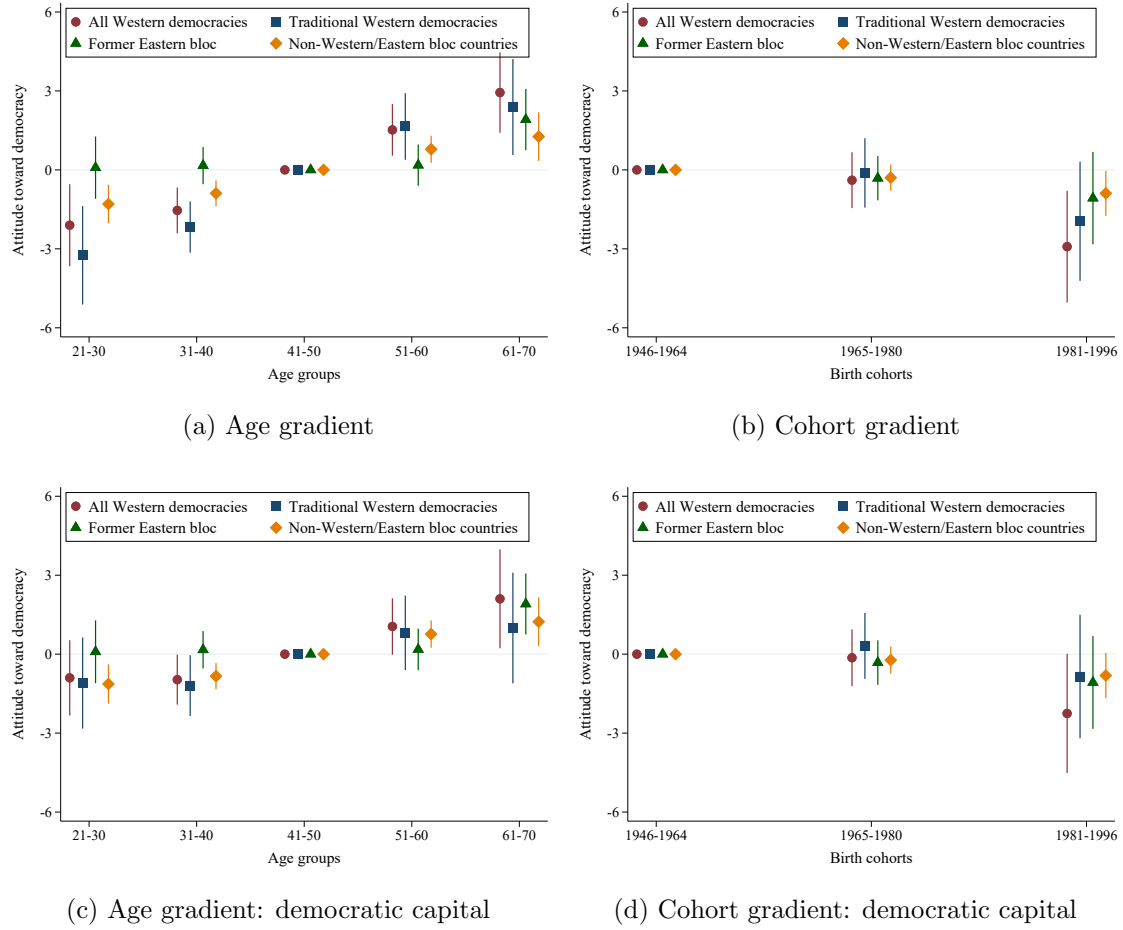 All Western democracies Traditional Western democracies
Former Eastern bloc Non-Western/Eastern bloc countries
Attitude toward democracy
6
3
0
-3
-6
21-30 31-40 41-50 51-60 61-70
Age groups
(a) Age gradient
All Western democracies Traditional Western democracies
Former Eastern bloc Non-Western/Eastern bloc countries
Attitude toward democracy
6
3
0
-3
-6
1946-1964 1965-1980 1981-1996
Birth cohorts
(b) Cohort gradient
All Western democracies Traditional Western democracies
Former Eastern bloc Non-Western/Eastern bloc countries
Attitude toward democracy
6
3
0
-3
-6
21-30 31-40 41-50 51-60 61-70
Age groups
(c) Age gradient: democratic capital
All Western democracies Traditional Western democracies
Former Eastern bloc Non-Western/Eastern bloc countries
Attitude toward democracy
6
3
0
-3
-6
1946-1964 1965-1980 1981-1996
Birth cohorts
(d) Cohort gradient: democratic capital